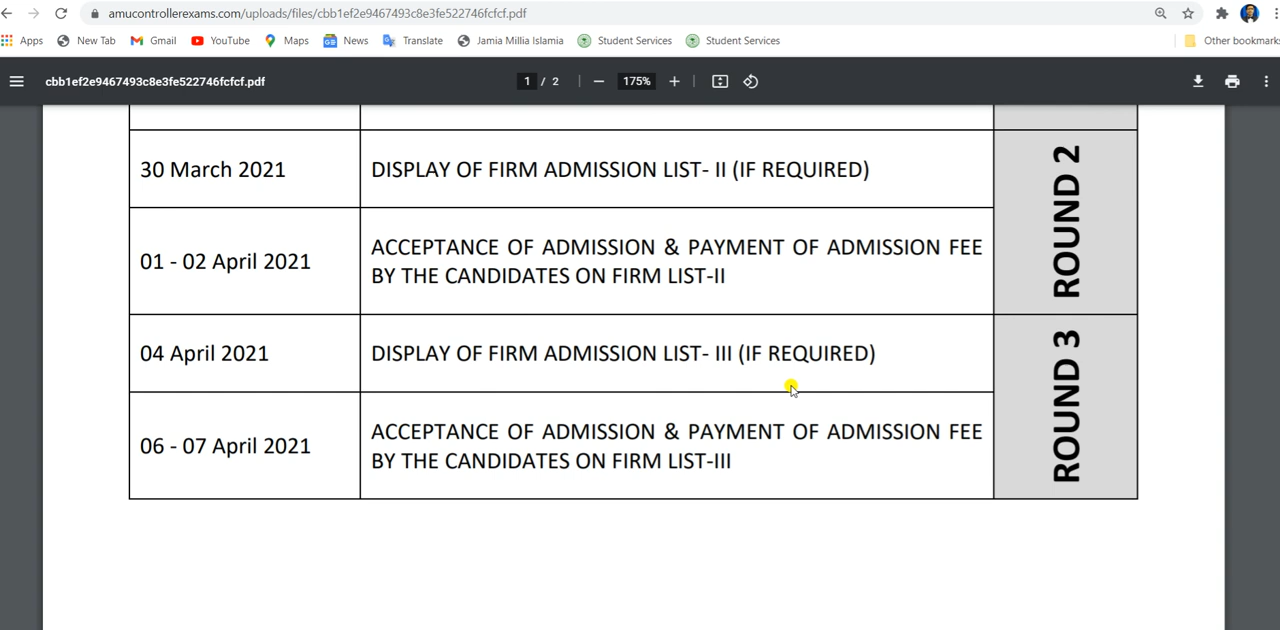 amucontrollerexams.com/uploads/files/cbb1ef2e9467493c8e3fe522746fcfcf.pdf
Apps New Tab Gmail YouTube Maps News Translate Jamia Millia Islamia Student Services Student Services Other bookmarks
cbb1ef2e9467493c8e3fe522746fcfcf.pdf 1 / 2 175%
30 March 2021
DISPLAY OF FIRM ADMISSION LIST- II (IF REQUIRED)
ROUND 2
01 - 02 April 2021
ACCEPTANCE OF ADMISSION & PAYMENT OF ADMISSION FEE
BY THE CANDIDATES ON FIRM LIST-II
04 April 2021
DISPLAY OF FIRM ADMISSION LIST- III (IF REQUIRED)
ROUND 3
06 - 07 April 2021
ACCEPTANCE OF ADMISSION & PAYMENT OF ADMISSION FEE
BY THE CANDIDATES ON FIRM LIST-III